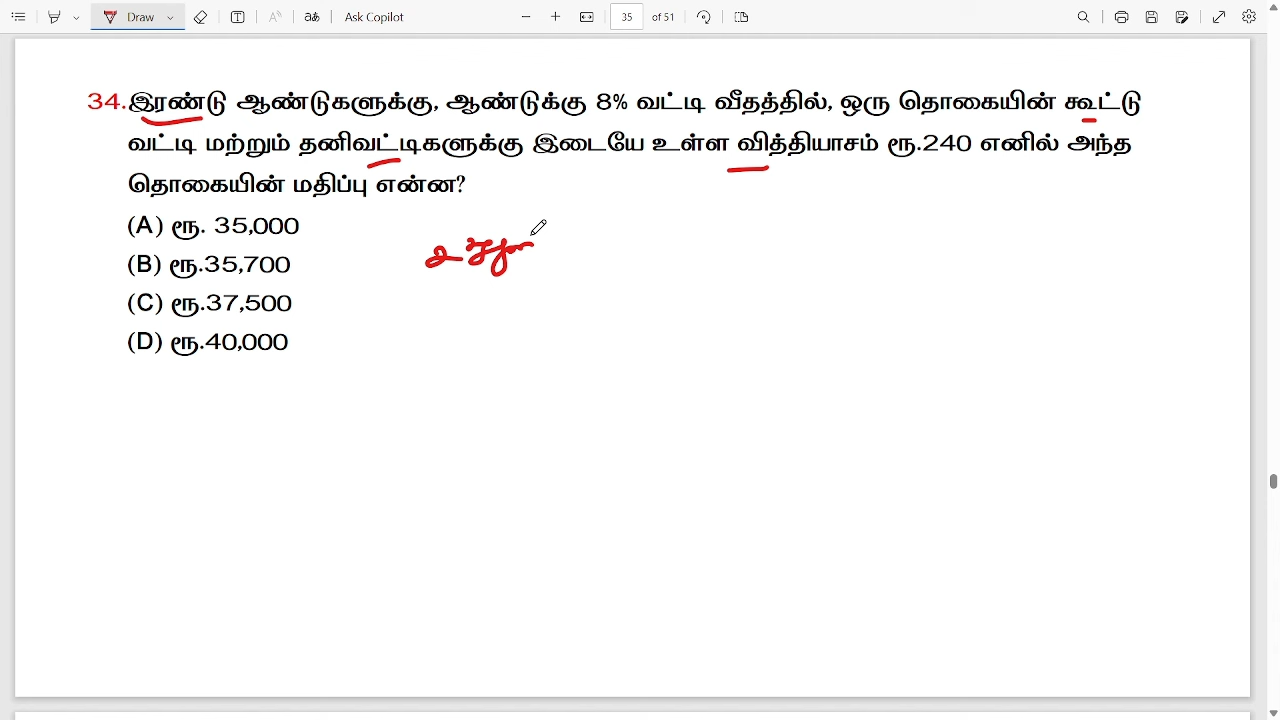 Draw
Ask Copilot
35 of 51
34. இரண்டு ஆண்டுகளுக்கு, ஆண்டுக்கு 8% வட்டி வீதத்தில், ஒரு தொகையின் கூட்டு
வட்டி மற்றும் தனிவட்டிகளுக்கு இடையே உள்ள வித்தியாசம் ரூ.240 எனில் அந்த
தொகையின் மதிப்பு என்ன?
(A) ரூ. 35,000
(B) ரூ.35,700
(C) ரூ.37,500
(D) ரூ.40,000